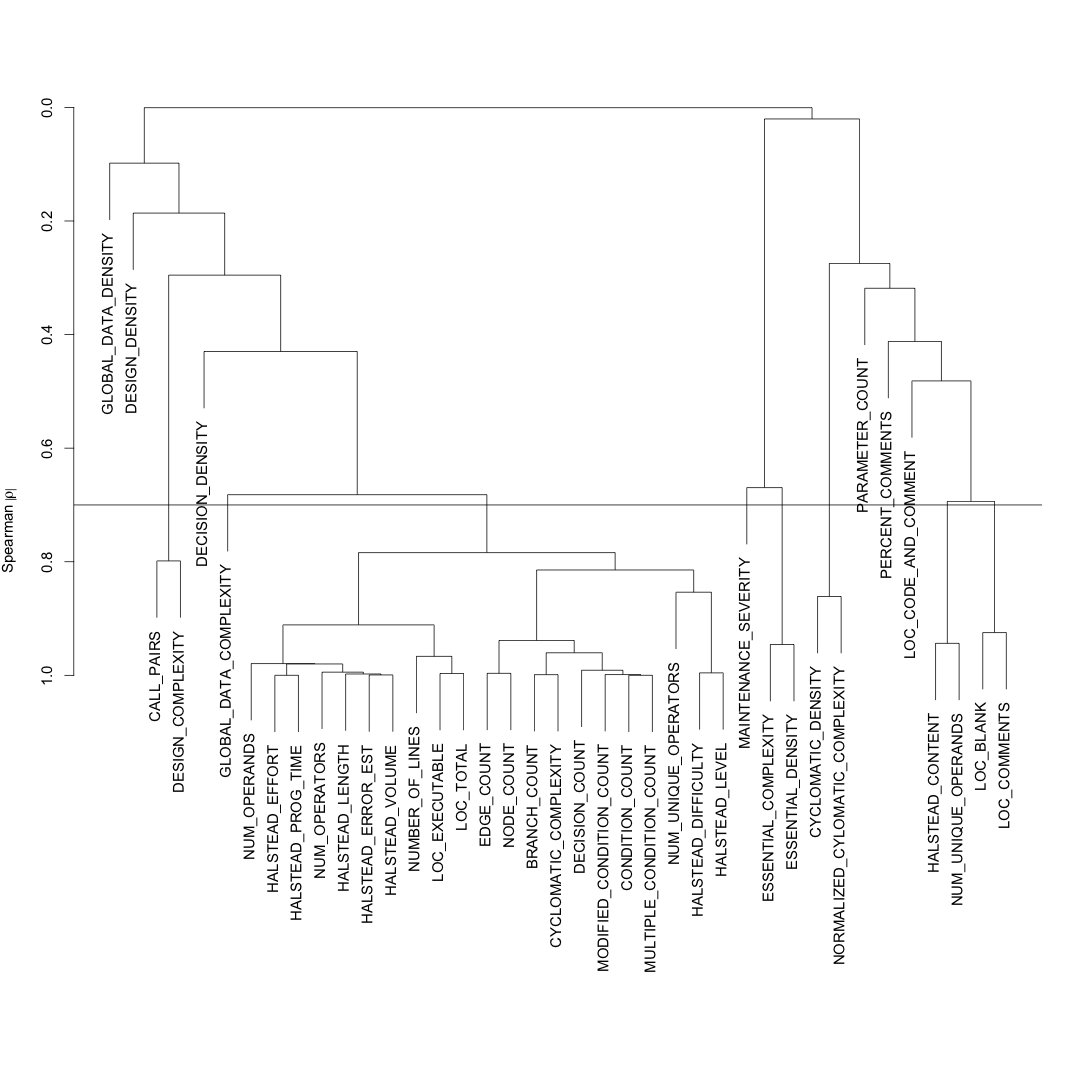 Spearman |ρ|
0.0
0.2
0.4
0.6
0.8
1.0
GLOBAL_DATA_DENSITY
DESIGN_DENSITY
CALL_PAIRS
DESIGN_COMPLEXITY
DECISION_DENSITY
GLOBAL_DATA_COMPLEXITY
NUM_OPERANDS
HALSTEAD_EFFORT
HALSTEAD_PROG_TIME
NUM_OPERATORS
HALSTEAD_LENGTH
HALSTEAD_ERROR_EST
HALSTEAD_VOLUME
NUMBER_OF_LINES
LOC_EXECUTABLE
LOC_TOTAL
EDGE_COUNT
NODE_COUNT
BRANCH_COUNT
CYCLOMATIC_COMPLEXITY
DECISION_COUNT
MODIFIED_CONDITION_COUNT
CONDITION_COUNT
MULTIPLE_CONDITION_COUNT
NUM_UNIQUE_OPERATORS
HALSTEAD_DIFFICULTY
HALSTEAD_LEVEL
MAINTENANCE_SEVERITY
ESSENTIAL_COMPLEXITY
ESSENTIAL_DENSITY
CYCLOMATIC_DENSITY
NORMALIZED_CYLOMATIC_COMPLEXITY
PARAMETER_COUNT
PERCENT_COMMENTS
LOC_CODE_AND_COMMENT
HALSTEAD_CONTENT
NUM_UNIQUE_OPERANDS
LOC_BLANK
LOC_COMMENTS